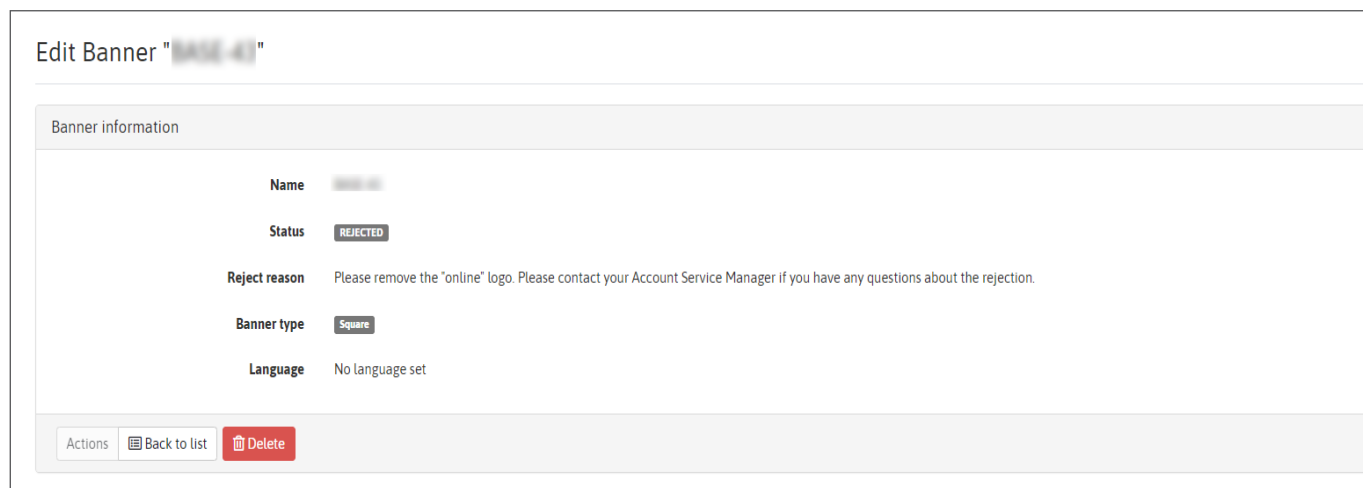 Edit Banner " "
Banner information
Name
Status REJECTED
Reject reason Please remove the "online" logo. Please contact your Account Service Manager if you have any questions about the rejection.
Banner type Square
Language No language set
Actions Back to list Delete